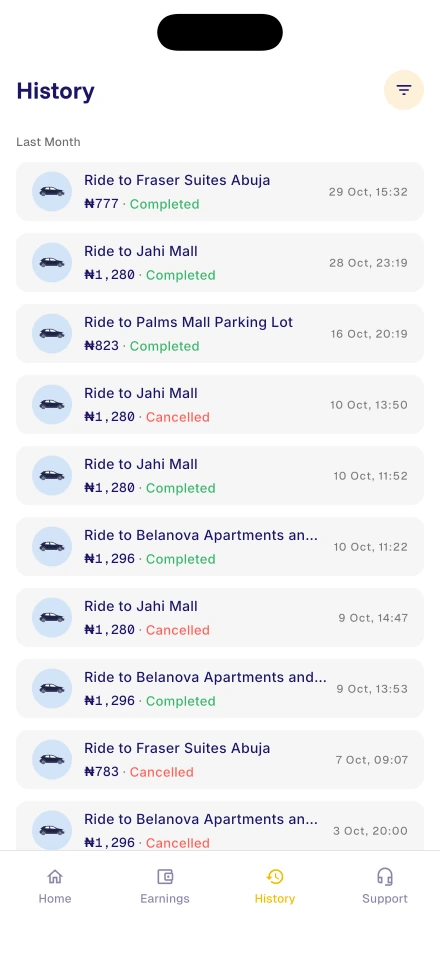 History
Last Month
Ride to Fraser Suites Abuja
₦777 · Completed
29 Oct, 15:32
Ride to Jahi Mall
₦1,280 · Completed
28 Oct, 23:19
Ride to Palms Mall Parking Lot
₦823 · Completed
16 Oct, 20:19
Ride to Jahi Mall
₦1,280 · Cancelled
10 Oct, 13:50
Ride to Jahi Mall
₦1,280 · Completed
10 Oct, 11:52
Ride to Belanova Apartments an...
₦1,296 · Completed
10 Oct, 11:22
Ride to Jahi Mall
₦1,280 · Cancelled
9 Oct, 14:47
Ride to Belanova Apartments and...
₦1,296 · Completed
9 Oct, 13:53
Ride to Fraser Suites Abuja
₦783 · Cancelled
7 Oct, 09:07
Ride to Belanova Apartments an...
₦1,296 · Cancelled
3 Oct, 20:00
Home
Earnings
History
Support